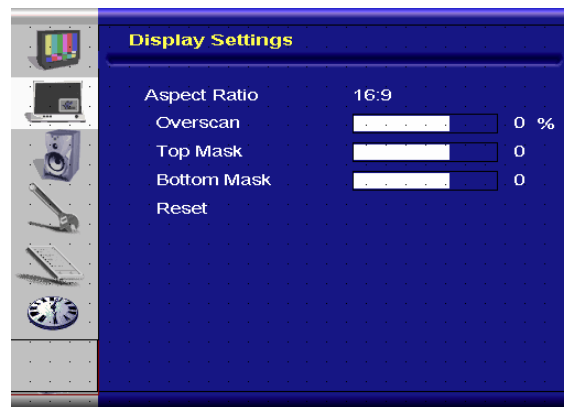 Display Settings
Aspect Ratio 16:9
Overscan 0 %
Top Mask 0
Bottom Mask 0
Reset